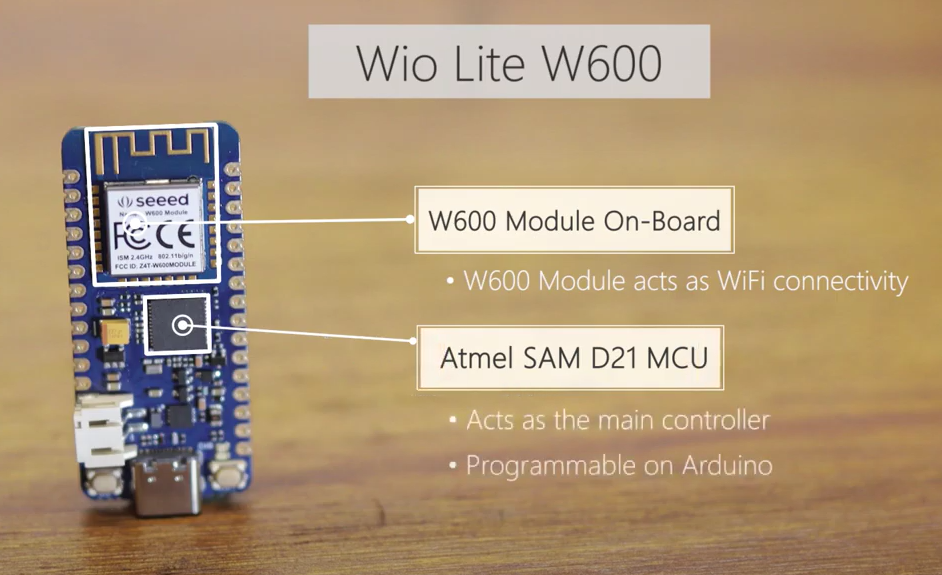 Wio Lite W600
seeed
W600 Module
FC CE
ISM 2.4GHz 802.11b/g/n
FCC ID: Z4T-W600MODULE
W600 Module On-Board
• W600 Module acts as WiFi connectivity
Atmel SAM D21 MCU
• Acts as the main controller
• Programmable on Arduino